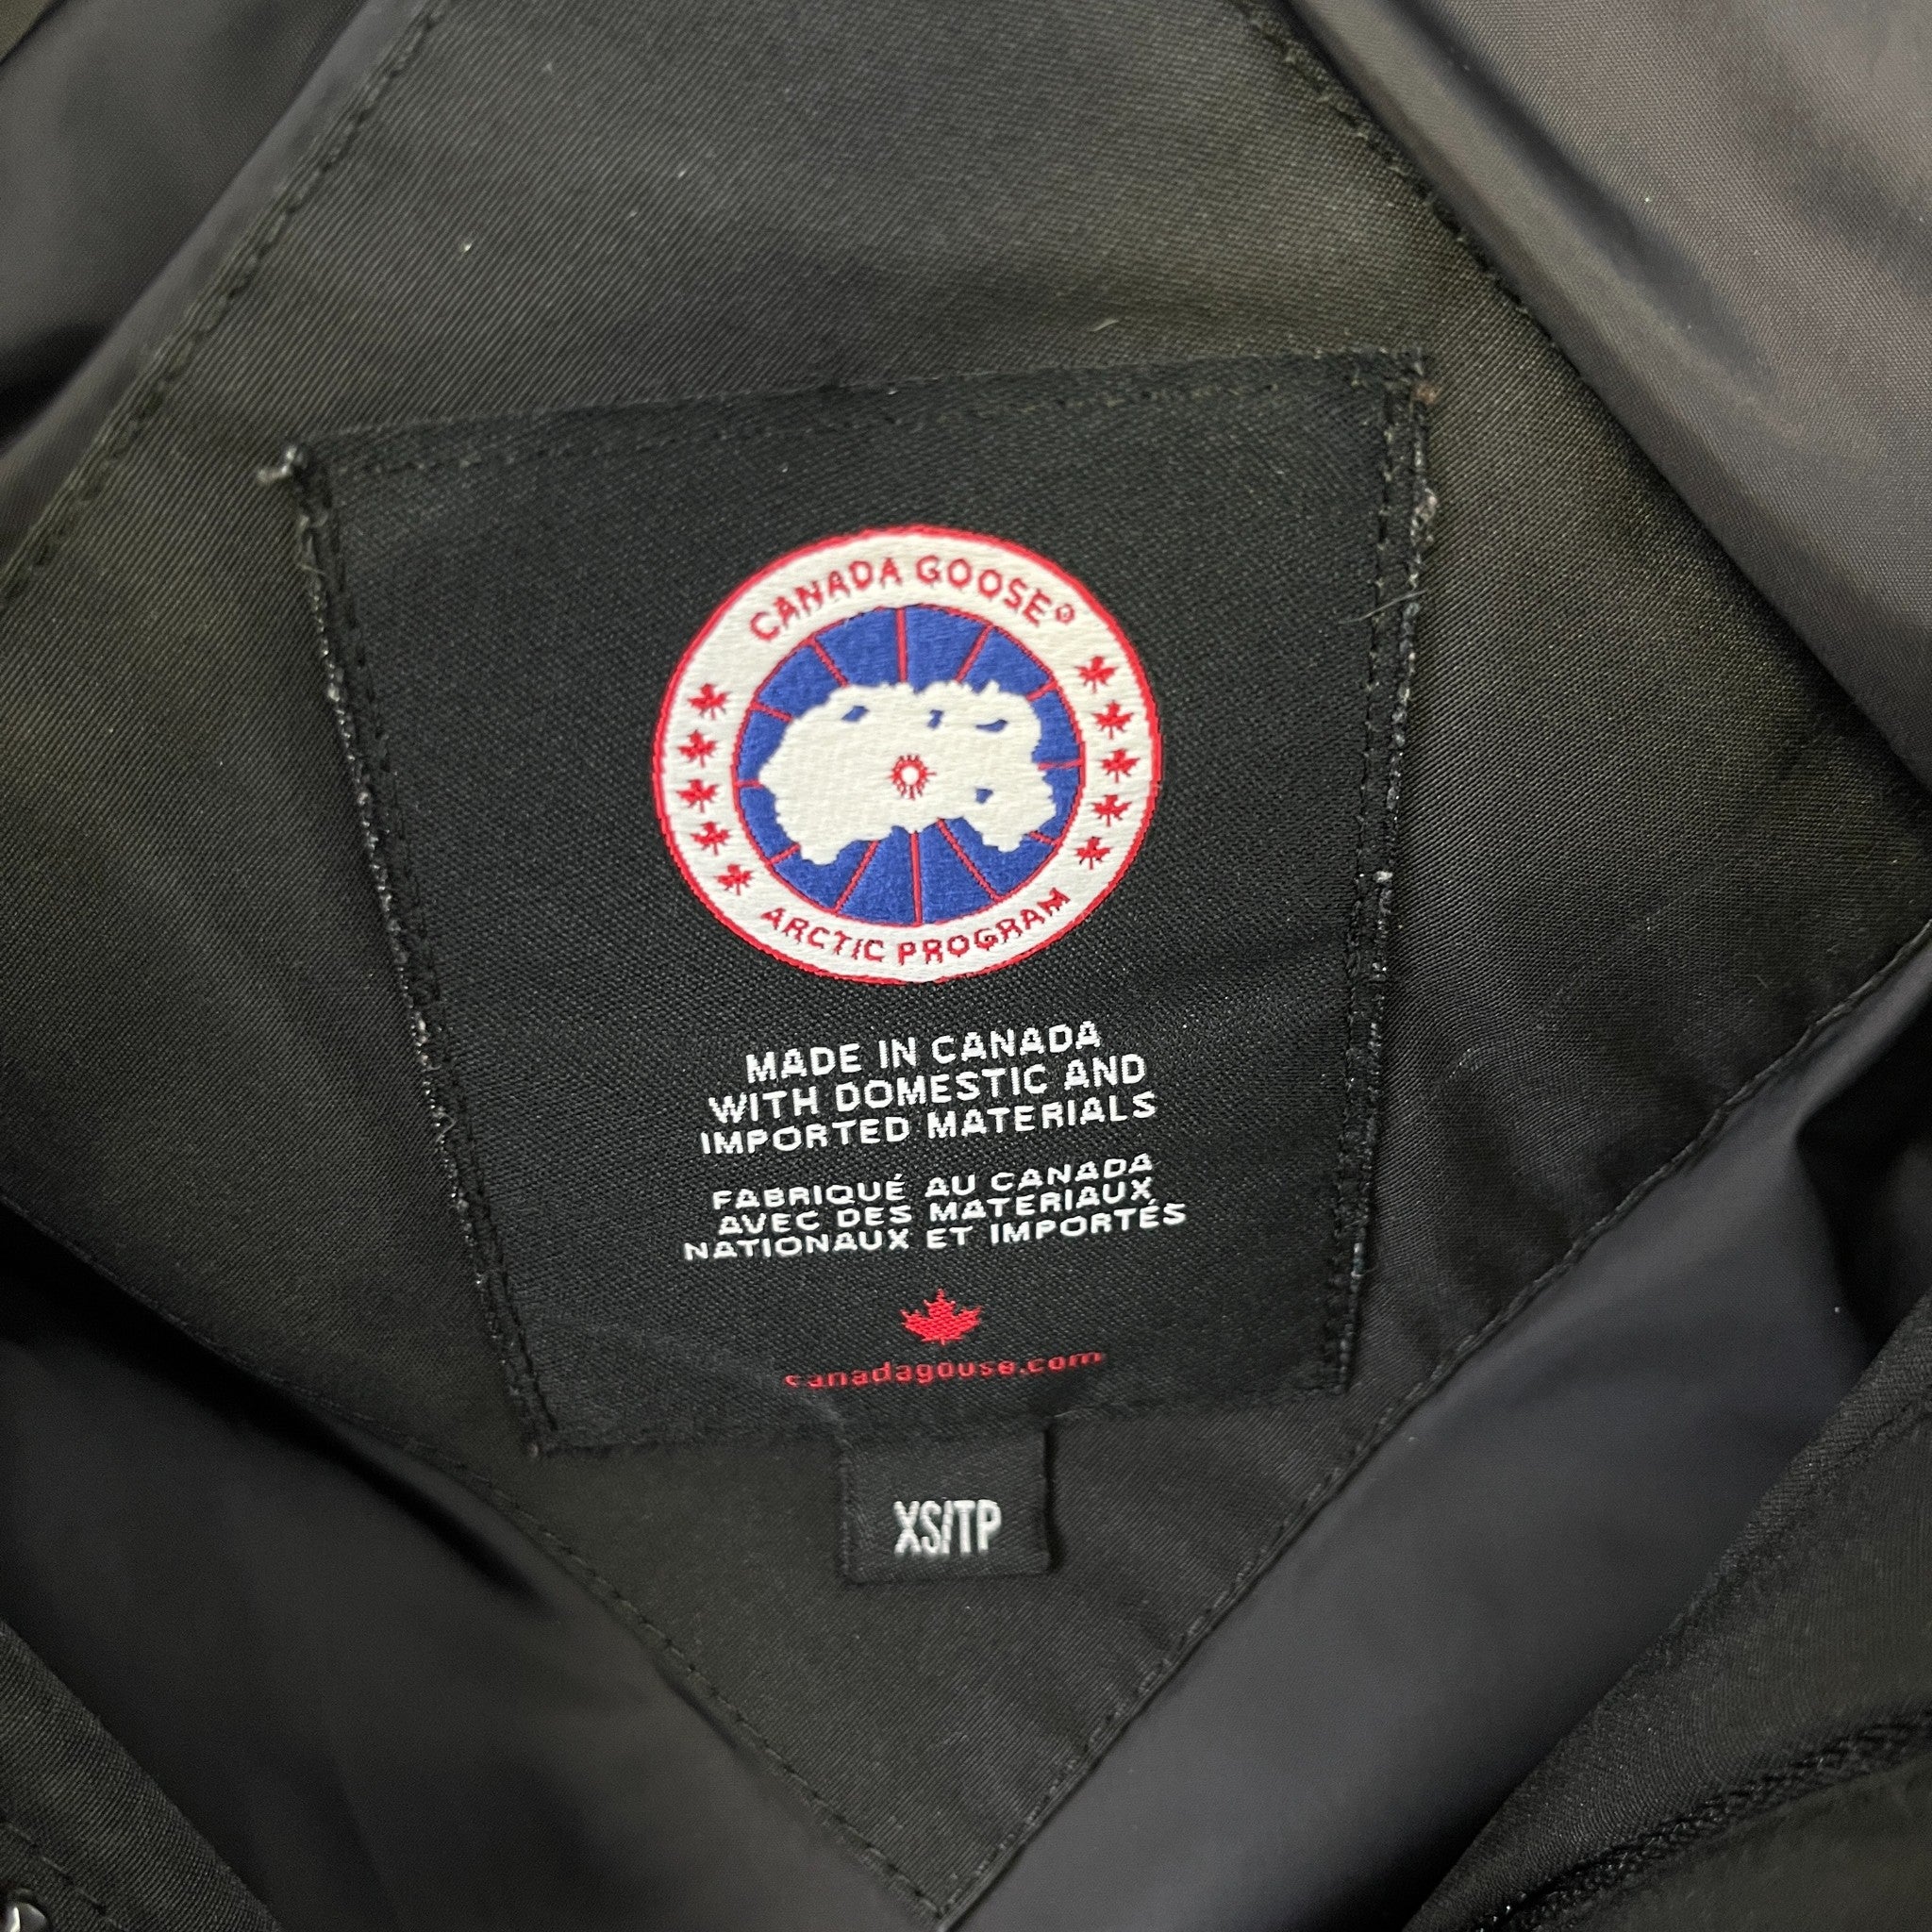 CANADA GOOSE®
ARCTIC PROGRAM
MADE IN CANADA
WITH DOMESTIC AND
IMPORTED MATERIALS
FABRIQUÉ AU CANADA
AVEC DES MATERIAUX
NATIONAUX ET IMPORTÉS
canadagouse.com
XS/TP